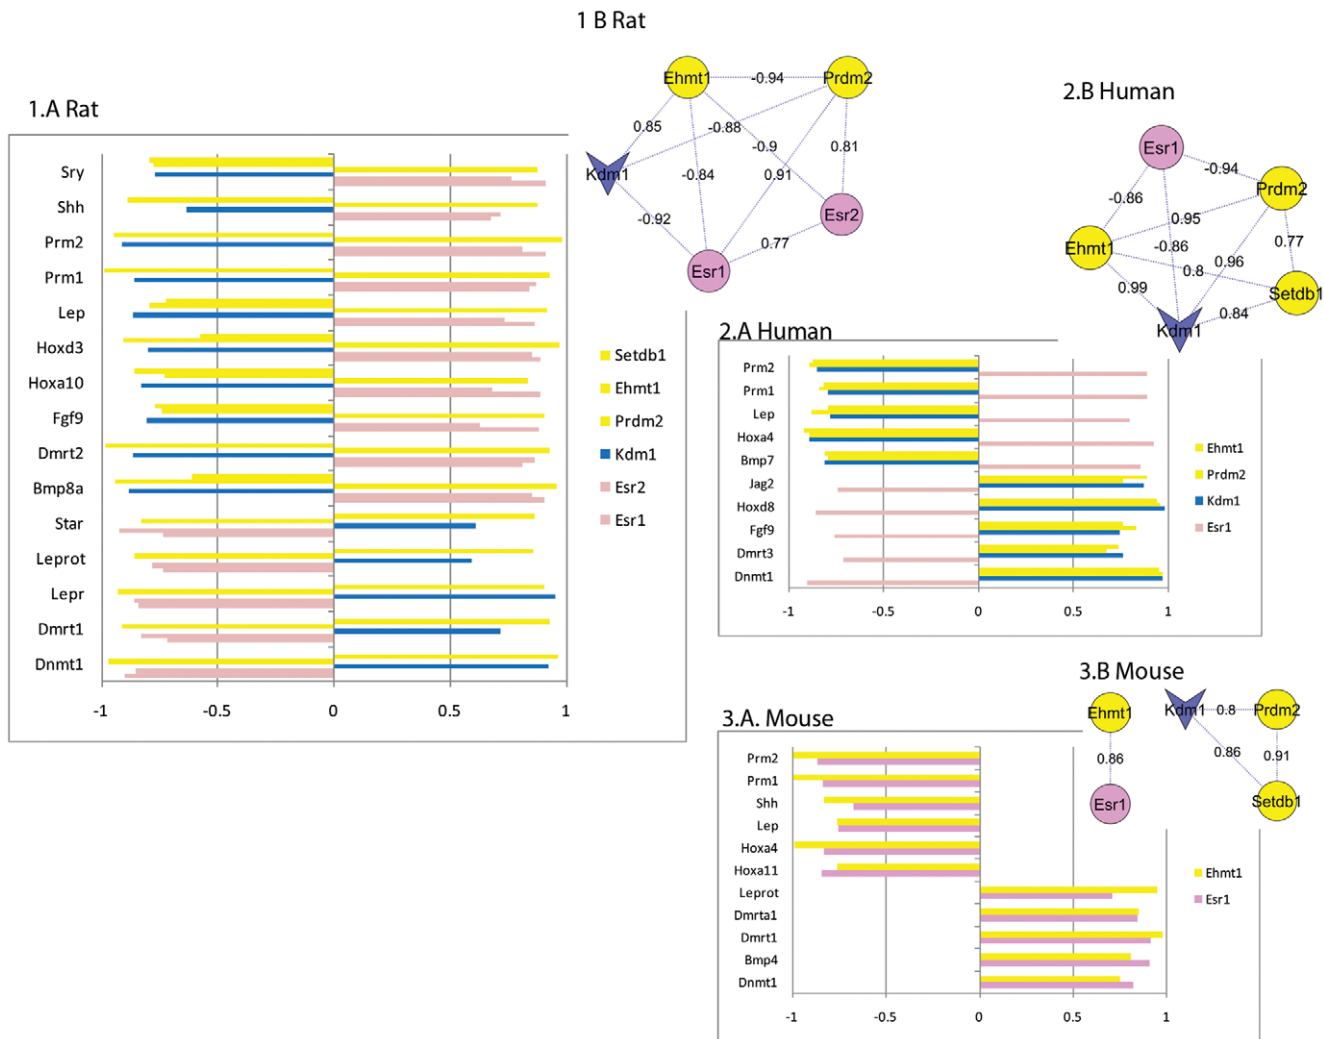 1 B Rat
Ehmt1
-0.94
Prdm2
0.85
-0.88
-0.9
0.81
Kdm1
-0.84
0.91
-0.92
Esr2
0.77
Esr1
2.B Human
Esr1
-0.94
Prdm2
-0.86
0.95
Ehmt1
-0.86
0.77
0.96
0.8
0.99
Setdb1
0.84
Kdm1
1.A Rat
Sry
Shh
Prm2
Prm1
Lep
Hoxd3
Hoxa10
Fgf9
Dmrt2
Bmp8a
Star
Leprot
Lepr
Dmrt1
Dnmt1
-1 -0.5 0 0.5 1
Setdb1
Ehmt1
Prdm2
Kdm1
Esr2
Esr1
2.A Human
Prm2
Prm1
Lep
Hoxa4
Bmp7
Jag2
Hoxd8
Fgf9
Dmrt3
Dnmt1
-1 -0.5 0 0.5 1
Ehmt1
Prdm2
Kdm1
Esr1
3.B Mouse
Ehmt1
0.86
Esr1
Kdm1 0.8 Prdm2
0.86 0.91
Setdb1
3.A. Mouse
Prm2
Prm1
Shh
Lep
Hoxa4
Hoxa11
Leprot
Dmrta1
Dmrt1
Bmp4
Dnmt1
-1 -0.5 0 0.5 1
Ehmt1
Esr1